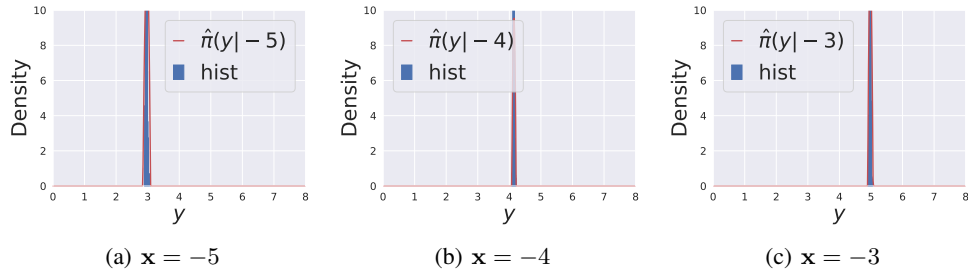 10
8
6
4
2
0
Density
π̂(y| − 5)
hist
0 1 2 3 4 5 6 7 8
y
(a) x = −5
10
8
6
4
2
0
Density
π̂(y| − 4)
hist
0 1 2 3 4 5 6 7 8
y
(b) x = −4
10
8
6
4
2
0
Density
π̂(y| − 3)
hist
0 1 2 3 4 5 6 7 8
y
(c) x = −3